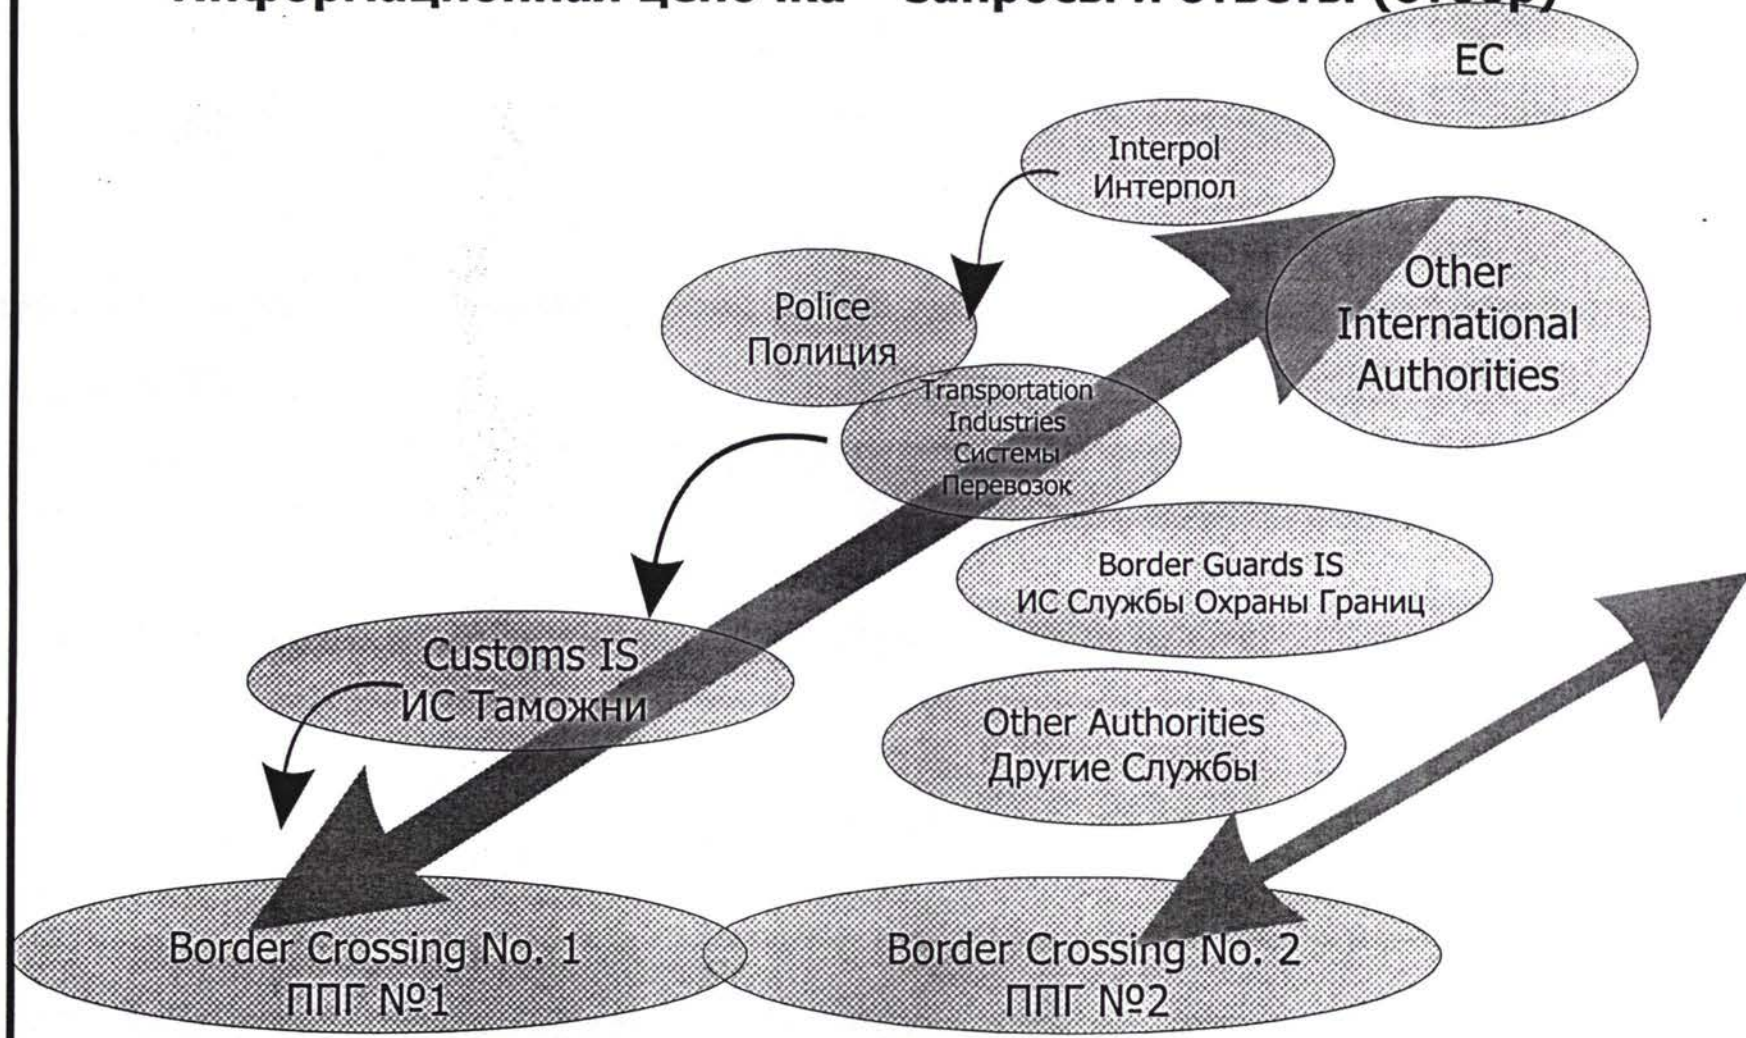 EC
Interpol
Интерпол
Other
International
Authorities
Police
Полиция
Transportation
Industries
Системы
Перевозок
Border Guards IS
ИС Службы Охраны Границ
Customs IS
ИС Таможни
Other Authorities
Другие Службы
Border Crossing No. 1
ППГ №1
Border Crossing No. 2
ППГ №2